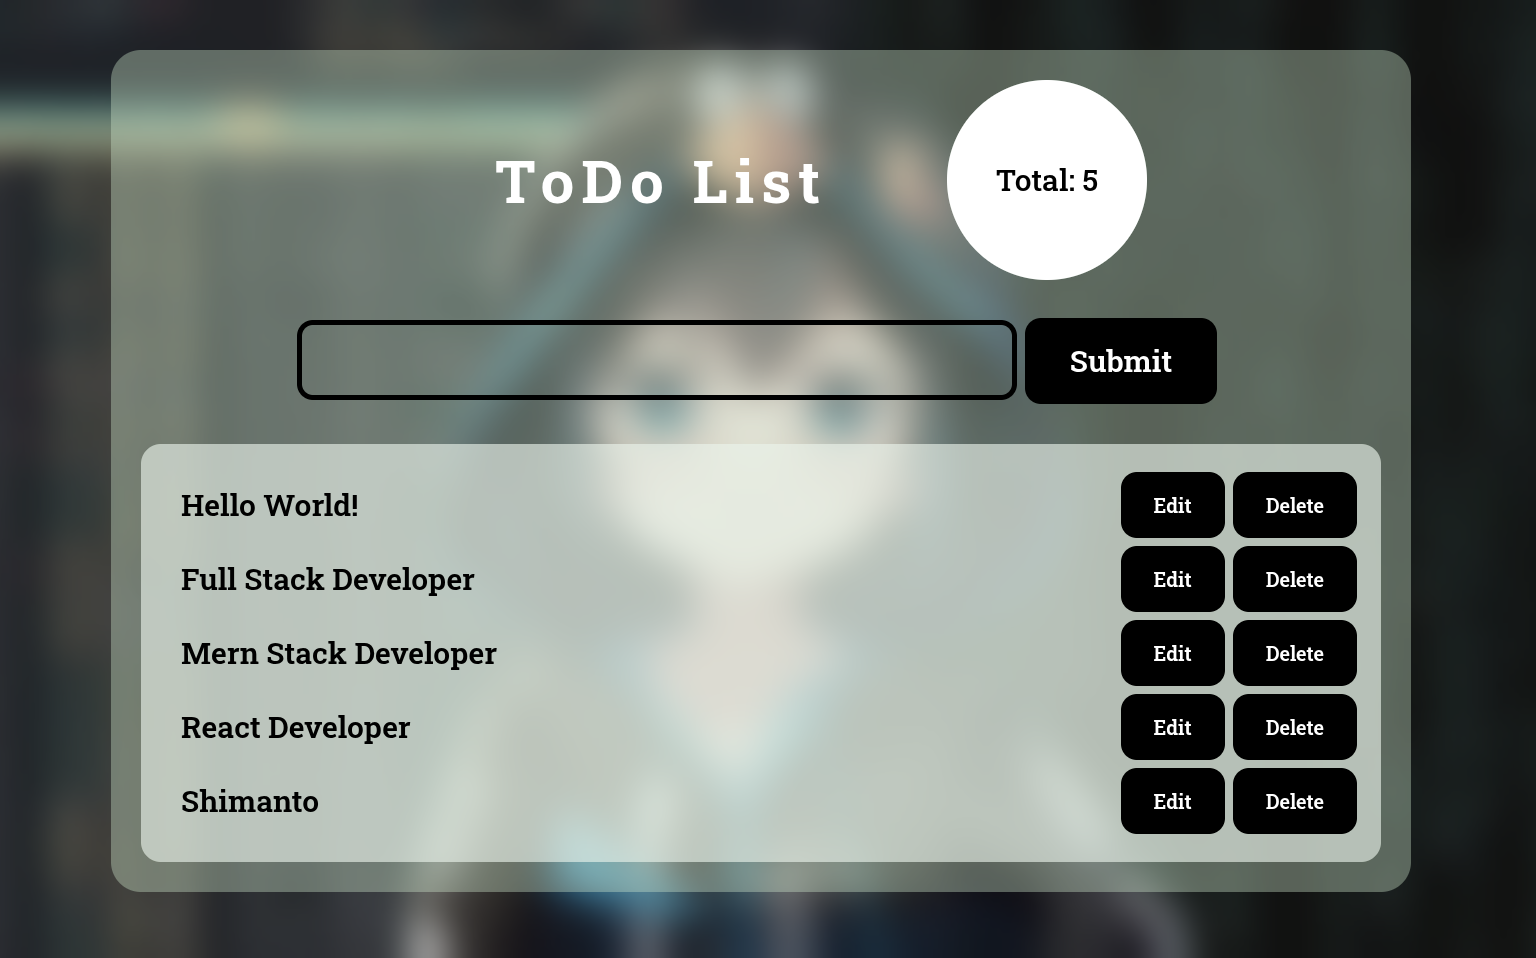 ToDo List
Total: 5
Submit
Hello World!
Edit
Delete
Full Stack Developer
Edit
Delete
Mern Stack Developer
Edit
Delete
React Developer
Edit
Delete
Shimanto
Edit
Delete